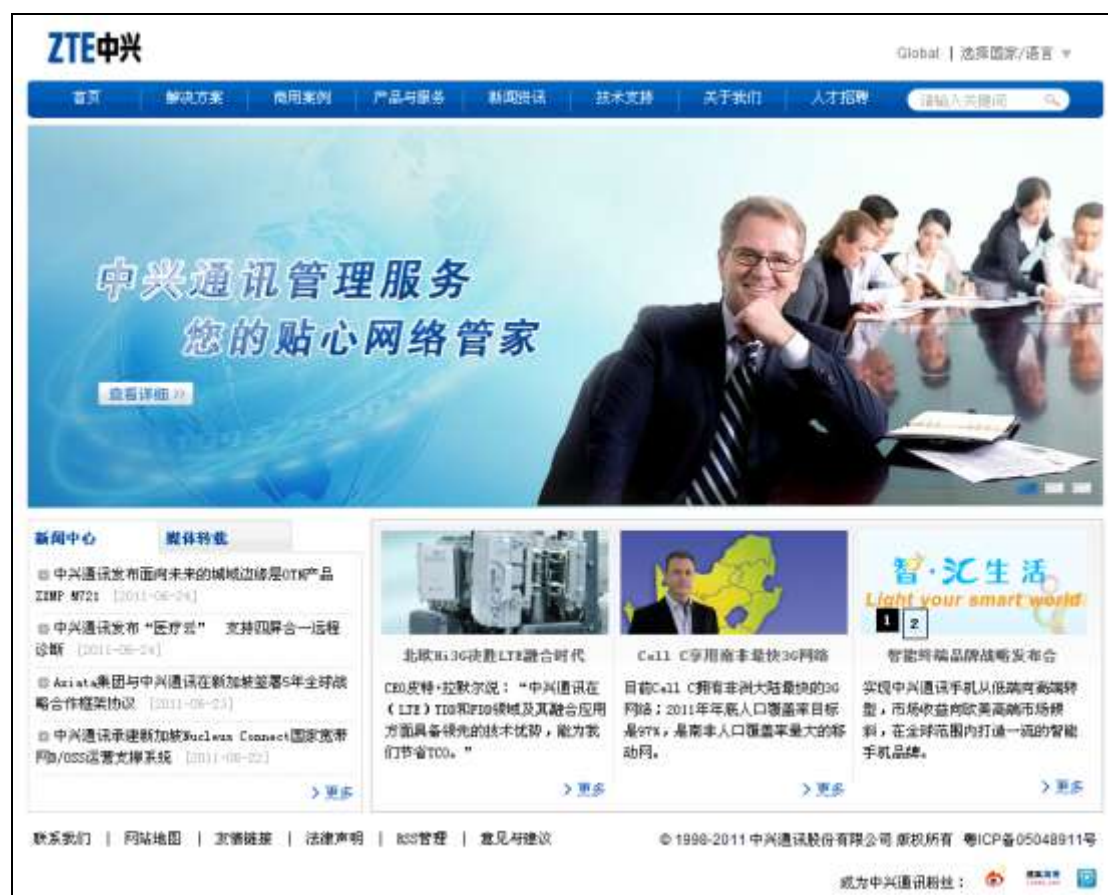 ZTE中兴
Global | 选择国家/语言
首页 解决方案 商用案例 产品与服务 新闻资讯 技术支持 关于我们 人才招聘 请输入关键词
中兴通讯管理服务
您的贴心网络管家
查看详细
新闻中心 媒体转载
中兴通讯发布面向未来的城域边缘层OTN产品
ZXMP M721 [2011-06-24]
中兴通讯发布“医疗云” 支持四屏合一远程
诊断 [2011-06-24]
Axiata集团与中兴通讯在新加坡签署5年全球战
略合作框架协议 [2011-06-23]
中兴通讯承建新加坡Nucleus Connect国家宽带
网B/OSS运营支撑系统 [2011-06-22]
> 更多
北欧Hi3G决胜LTE融合时代
CEO皮特·拉默尔说：“中兴通讯在
（LTE）TDD和FDD领域及其融合应用
方面具备领先的技术优势，能为我
们节省TCO。”
> 更多
Cell C享用南非最快3G网络
目前Cell C拥有非洲大陆最快的3G
网络；2011年年底人口覆盖率目标
是97%，是南非人口覆盖率最大的移
动网。
> 更多
智·汇生活
Light your smart world
1 2
智能终端品牌战略发布会
实现中兴通讯手机从低端向高端转
型，市场收益向欧美高端市场倾
斜，在全球范围内打造一流的智能
手机品牌。
> 更多
联系我们 | 网站地图 | 友情链接 | 法律声明 | RSS管理 | 意见与建议
© 1998-2011 中兴通讯股份有限公司 版权所有 粤ICP备05048911号
成为中兴通讯粉丝：